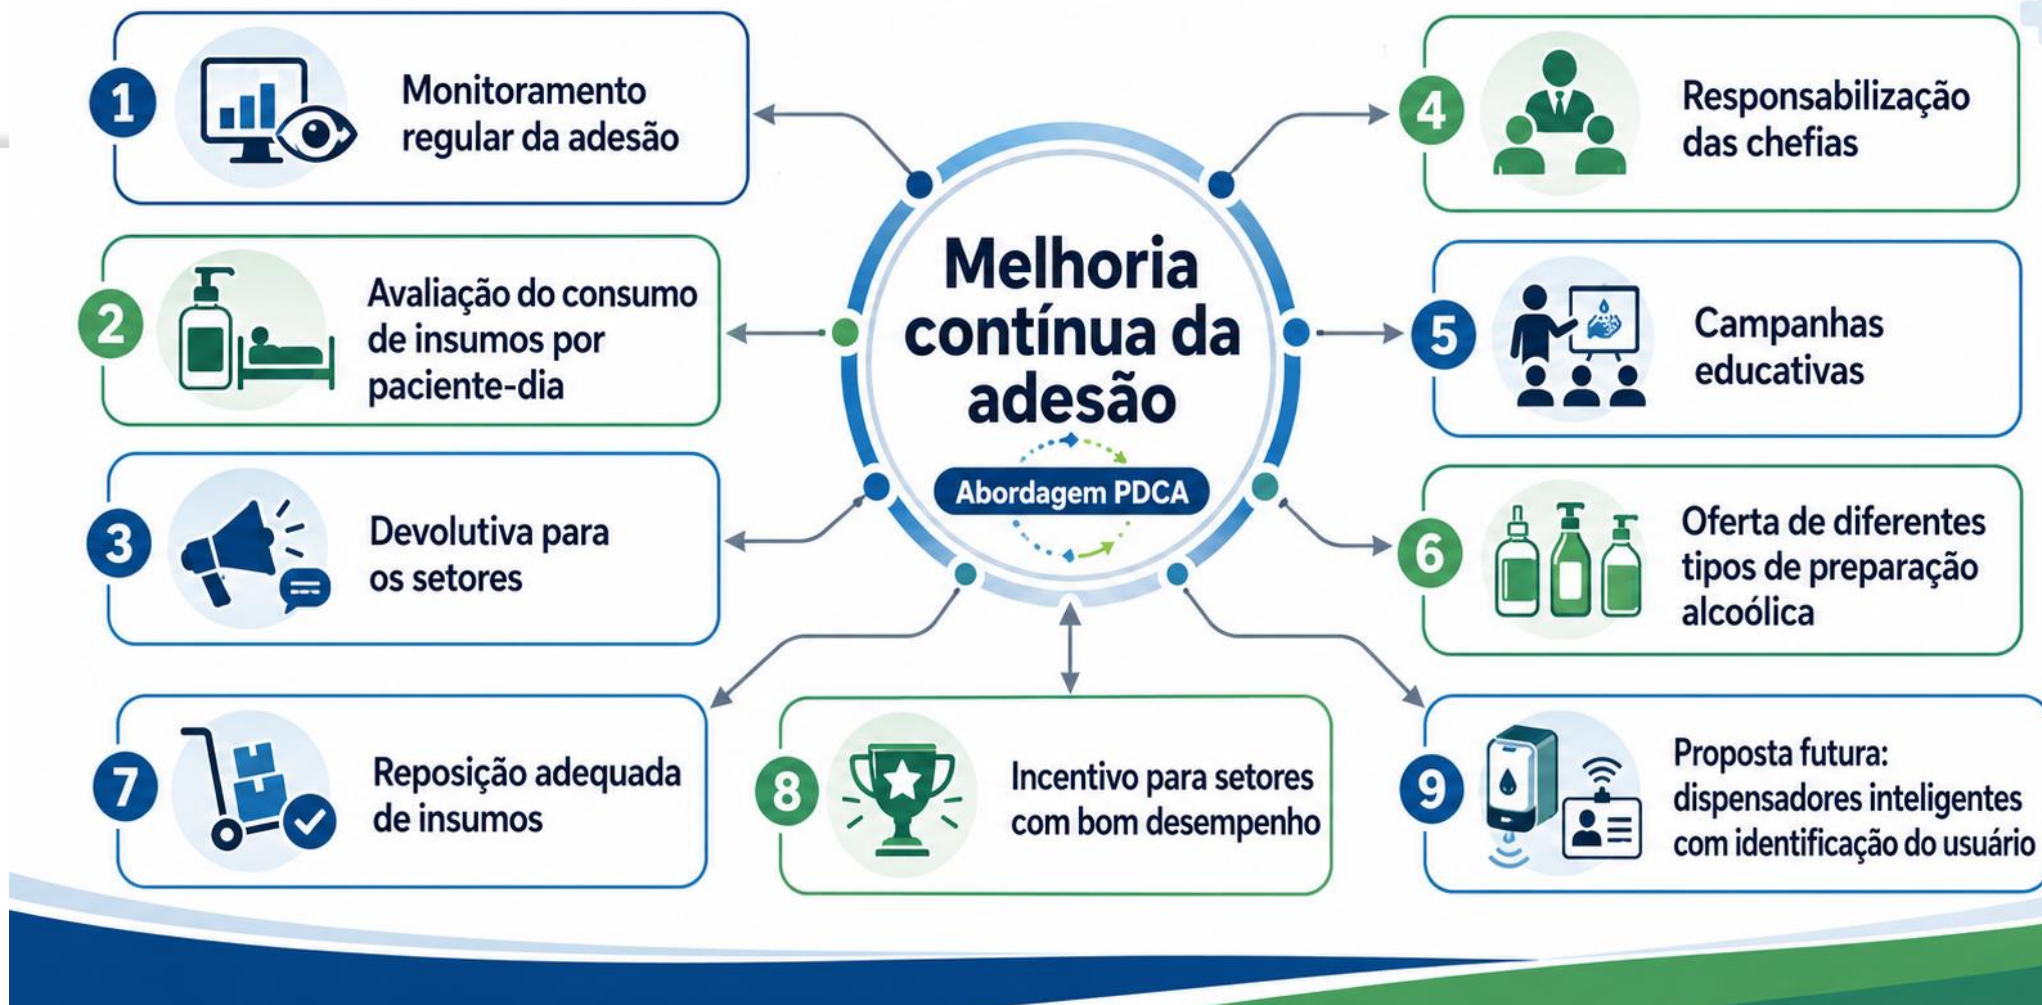 1
Monitoramento
regular da adesão
2
Avaliação do consumo
de insumos por
paciente-dia
3
Devolutiva para
os setores
Melhoria
contínua da
adesão
Abordagem PDCA
4
Responsabilização
das chefias
5
Campanhas
educativas
6
Oferta de diferentes
tipos de preparação
alcoólica
7
Reposição adequada
de insumos
8
Incentivo para setores
com bom desempenho
9
Proposta futura:
dispensadores inteligentes
com identificação do usuário